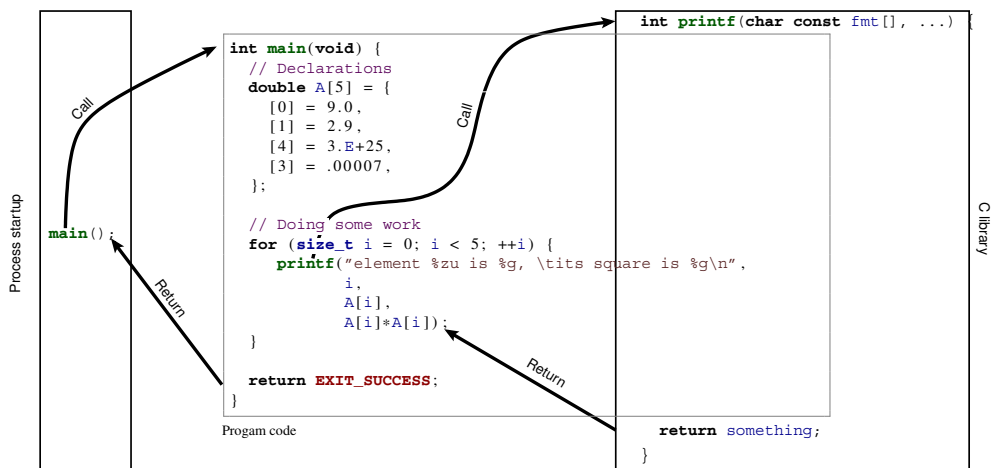 Process startup
main();
Call
Return
int main(void) {
// Declarations
double A[5] = {
[0] = 9.0,
[1] = 2.9,
[4] = 3.E+25,
[3] = .00007,
};
// Doing some work
for (size_t i = 0; i < 5; ++i) {
printf("element %zu is %g, \tits square is %g\n",
i,
A[i],
A[i]*A[i]);
}
return EXIT_SUCCESS;
}
Progam code
Call
Return
int printf(char const fmt[], ...) {
return something;
}
C library